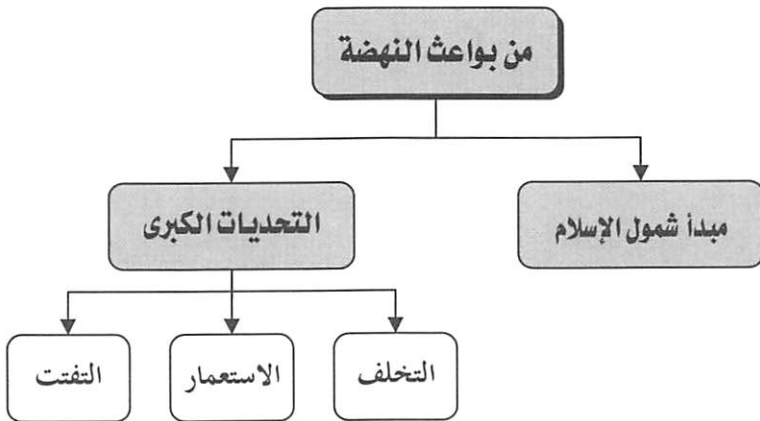 من بواعث النهضة
مبدأ شمول الإسلام
التحديات الكبرى
التخلف
الاستعمار
التفتت